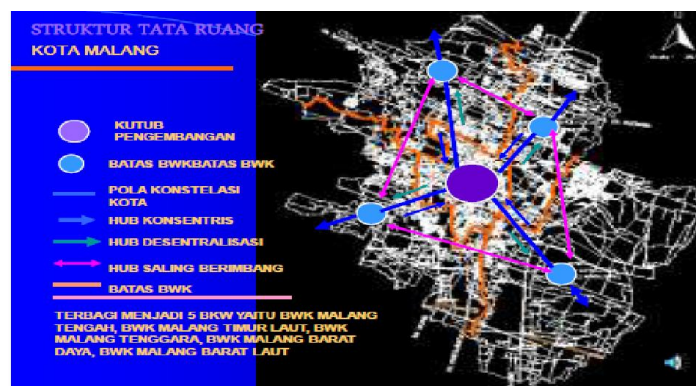 STRUKTUR TATA RUANG
KOTA MALANG
KUTUB
PENGEMBANGAN
BATAS BWKBATAS BWK
POLA KONSTELASI
KOTA
HUB KONSENTRIS
HUB DESENTRALISASI
HUB SALING BERIMBANG
BATAS BWK
TERBAGI MENJADI 5 BKW YAITU BWK MALANG
TENGAH, BWK MALANG TIMUR LAUT, BWK
MALANG TENGGARA, BWK MALANG BARAT
DAYA, BWK MALANG BARAT LAUT